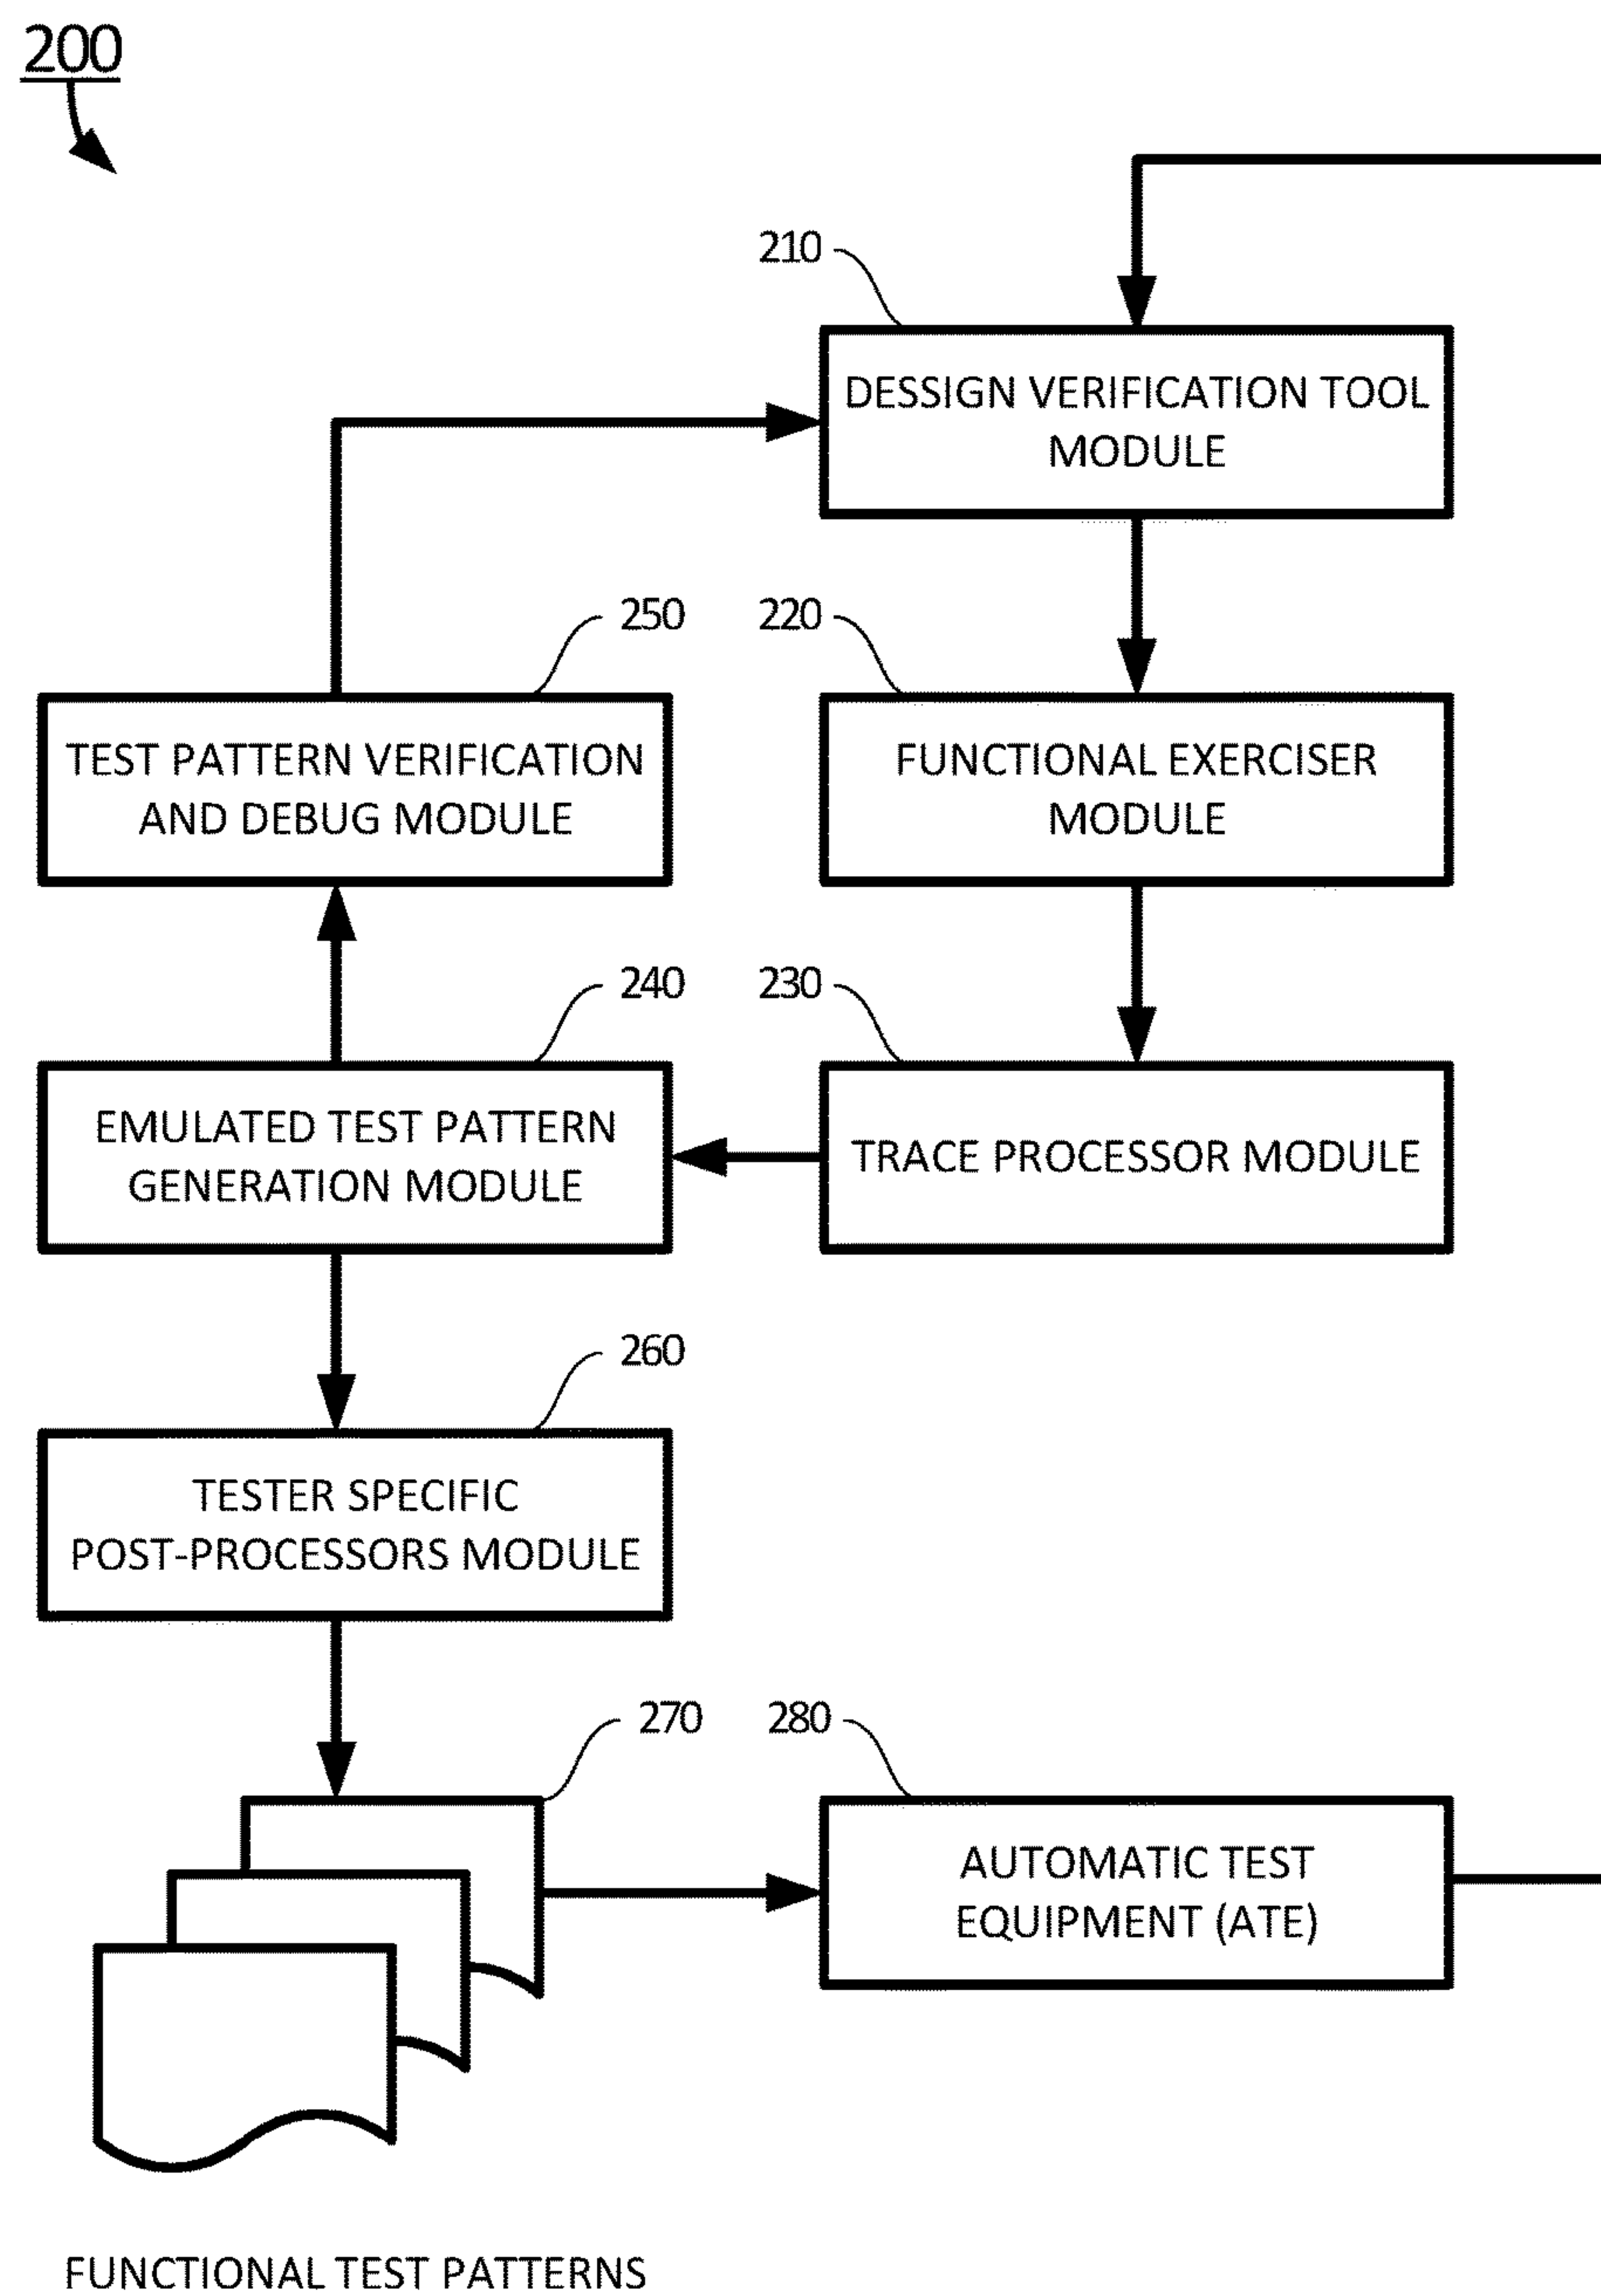 200
210
DESSIGN VERIFICATION TOOL
MODULE
250
220
TEST PATTERN VERIFICATION
AND DEBUG MODULE
FUNCTIONAL EXERCISER
MODULE
240
230
EMULATED TEST PATTERN
GENERATION MODULE
TRACE PROCESSOR MODULE
260
TESTER SPECIFIC
POST-PROCESSORS MODULE
270
280
AUTOMATIC TEST
EQUIPMENT (ATE)
FUNCTIONAL TEST PATTERNS